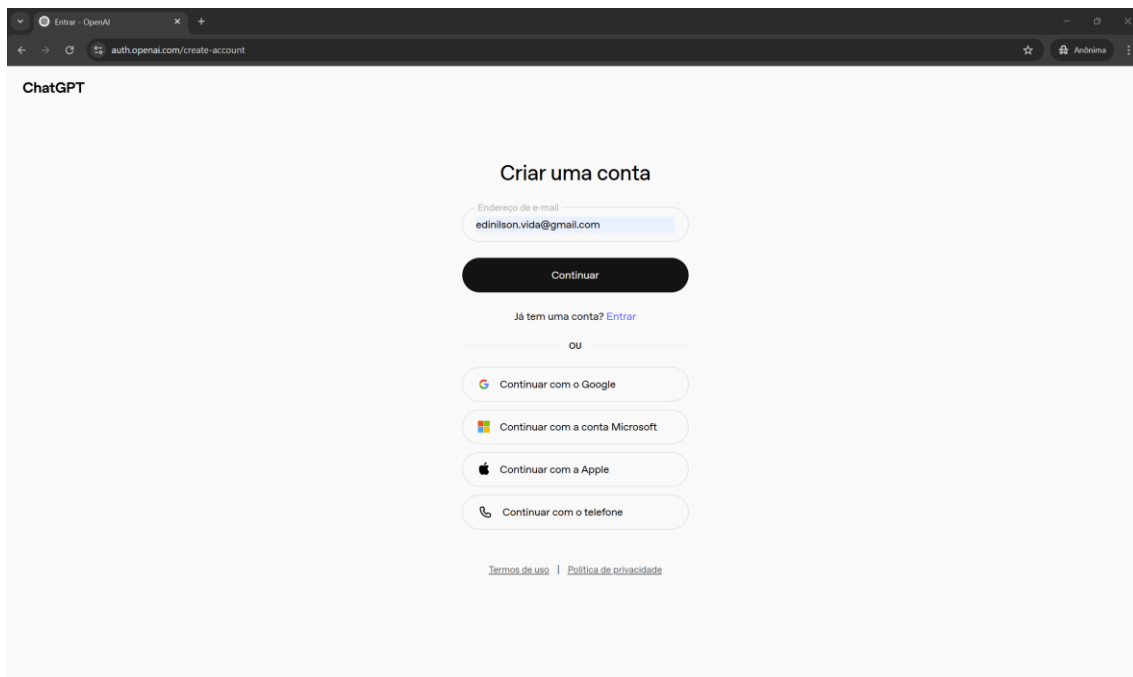 Entrar - OpenAI
auth.openai.com/create-account
Anônima
ChatGPT
Criar uma conta
Endereço de e-mail
edinilson.vida@gmail.com
Continuar
Já tem uma conta? Entrar
OU
Continuar com o Google
Continuar com a conta Microsoft
Continuar com a Apple
Continuar com o telefone
Termos de uso | Política de privacidade